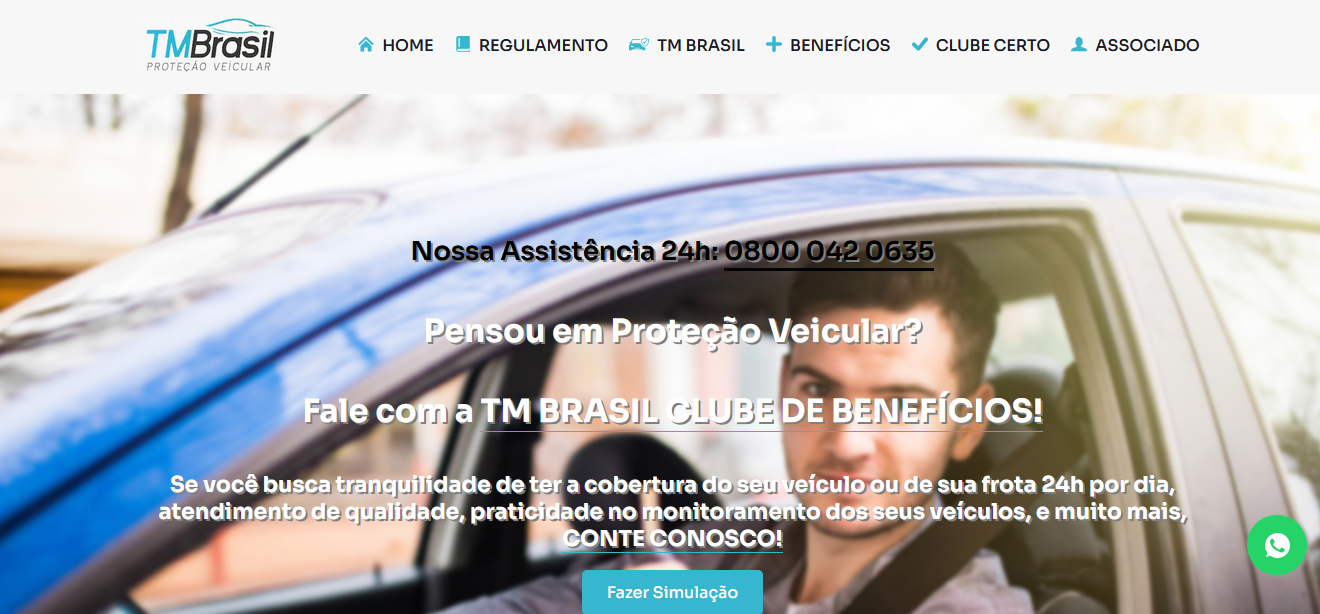 TMBrasil
PROTEÇÃO VEICULAR
HOME
REGULAMENTO
TM BRASIL
BENEFÍCIOS
CLUBE CERTO
ASSOCIADO
Nossa Assistência 24h: 0800 042 0635
Pensou em Proteção Veicular?
Fale com a TM BRASIL CLUBE DE BENEFÍCIOS!
Se você busca tranquilidade de ter a cobertura do seu veículo ou de sua frota 24h por dia,
atendimento de qualidade, praticidade no monitoramento dos seus veículos, e muito mais,
CONTE CONOSCO!
Fazer Simulação